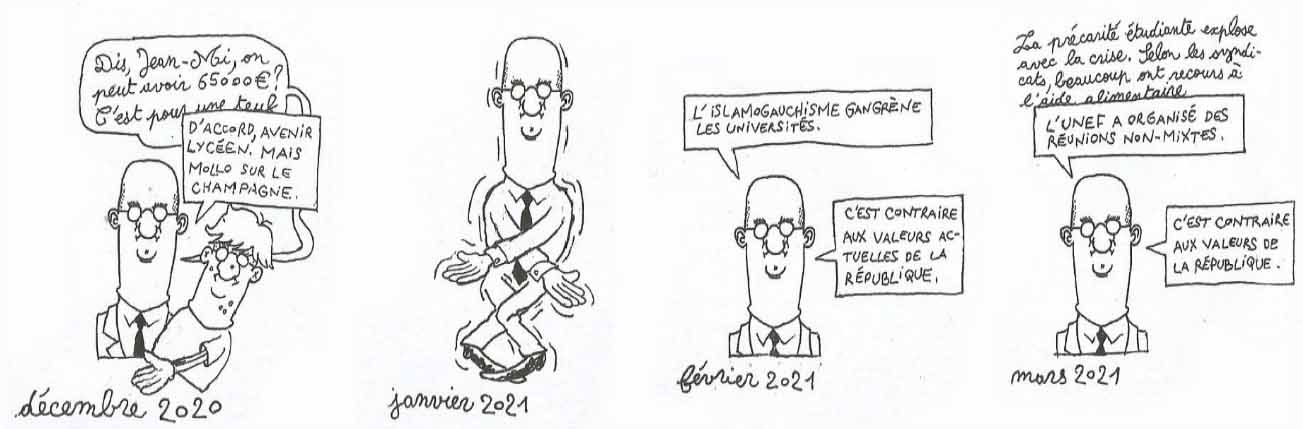 Dis, Jean-Mi, on
peut avoir 65000€?
C'est pour une teuf
D'ACCORD, AVENIR
LYCÉEN. MAIS
MOLLO SUR LE
CHAMPAGNE.
décembre 2020
janvier 2021
L'ISLAMOGAUCHISME GANGRÈNE
LES UNIVERSITÉS.
C'EST CONTRAIRE
AUX VALEURS AC-
TUELLES DE LA
RÉPUBLIQUE.
février 2021
La précarité étudiante explose
avec la crise. Selon les syndi-
cats, beaucoup ont recours à
l'aide alimentaire
L'UNEF A ORGANISÉ DES
RÉUNIONS NON-MIXTES.
C'EST CONTRAIRE
AUX VALEURS DE
LA RÉPUBLIQUE.
mars 2021